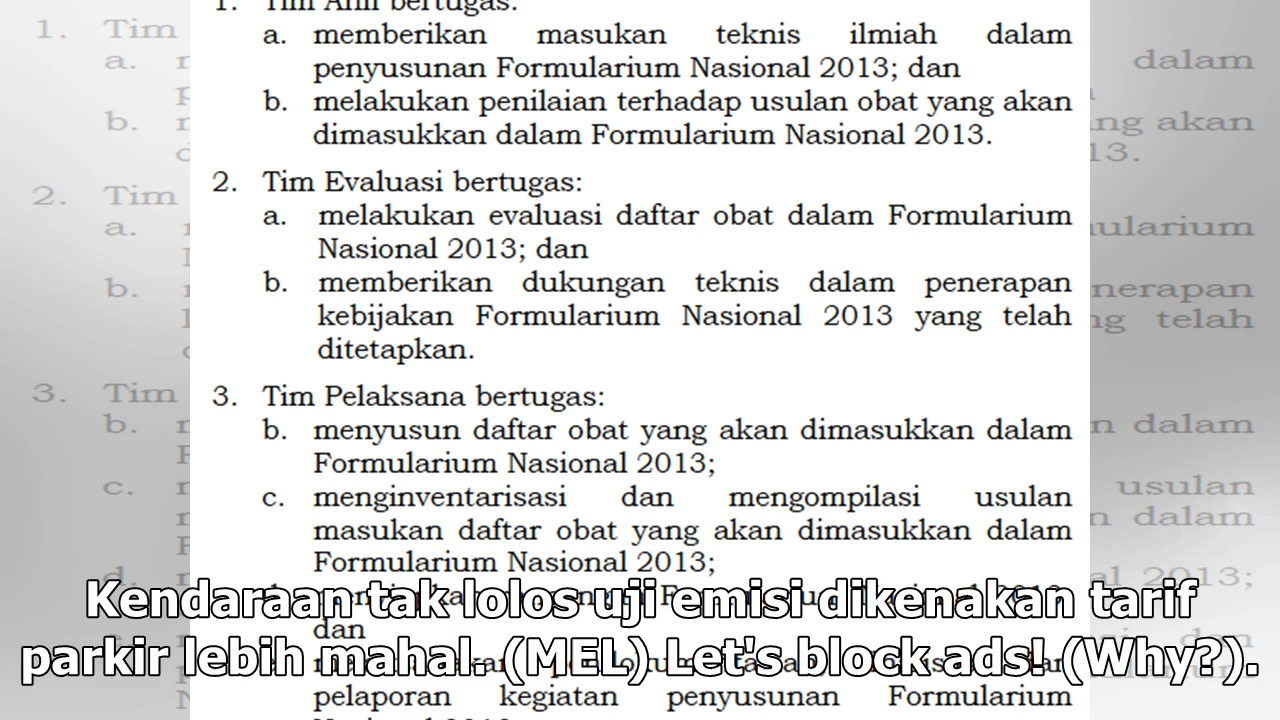 1. Tim Ahli bertugas:
a. memberikan masukan teknis ilmiah dalam
penyusunan Formularium Nasional 2013; dan
b. melakukan penilaian terhadap usulan obat yang akan
dimasukkan dalam Formularium Nasional 2013.
2. Tim Evaluasi bertugas:
a. melakukan evaluasi daftar obat dalam Formularium
Nasional 2013; dan
b. memberikan dukungan teknis dalam penerapan
kebijakan Formularium Nasional 2013 yang telah
ditetapkan.
3. Tim Pelaksana bertugas:
b. menyusun daftar obat yang akan dimasukkan dalam
Formularium Nasional 2013;
c. menginventarisasi dan mengompilasi usulan
masukan daftar obat yang akan dimasukkan dalam
Formularium Nasional 2013;
dan
pelaporan kegiatan penyusunan Formularium
Kendaraan tak lolos uji emisi dikenakan tarif
parkir lebih mahal. (MEL) Let's block ads! (Why?).